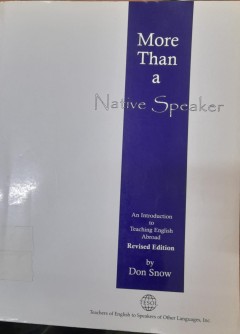 More
Than
a
Native Speaker
An Introduction
to
Teaching English
Abroad
Revised Edition
by
Don Snow
TESOL
Teachers of English to Speakers of Other Languages, Inc.